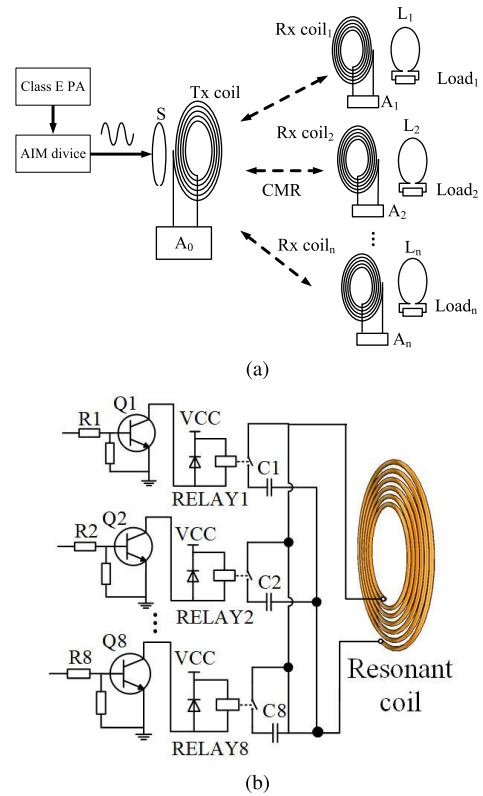 Class E PA
AIM divice
S
Tx coil
A0
CMR
Rx coil1
A1
L1
Load1
Rx coil2
A2
L2
Load2
Rx coiln
An
Ln
Loadn
(a)
R1
Q1
VCC
RELAY1
C1
R2
Q2
VCC
RELAY2
C2
R8
Q8
VCC
RELAY8
C8
Resonant
coil
(b)